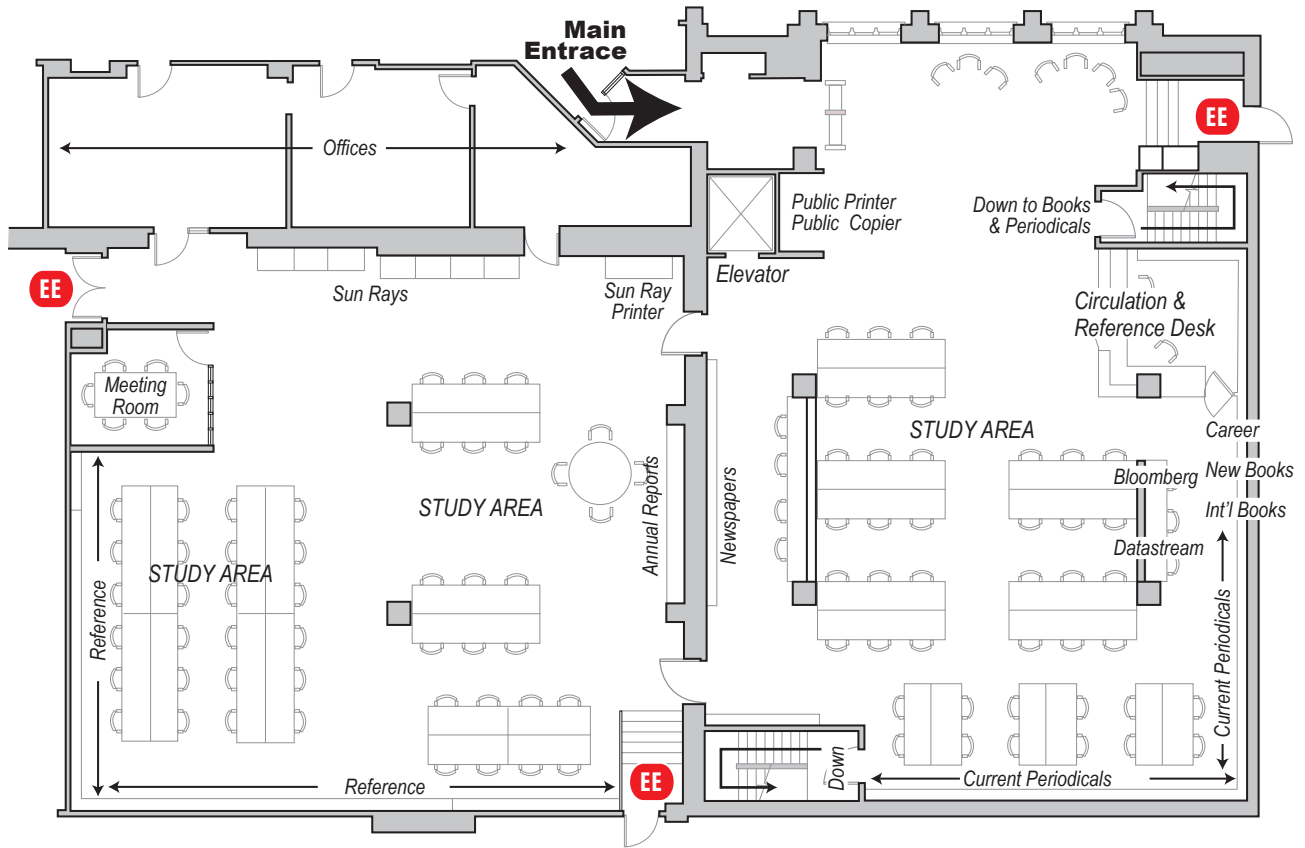 Main
Entrace
EE
Offices
Public Printer
Public Copier
Down to Books
& Periodicals
Elevator
EE
Sun Rays
Sun Ray
Printer
Circulation &
Reference Desk
Meeting
Room
STUDY AREA
Career
Bloomberg
New Books
Int'l Books
STUDY AREA
Annual Reports
Newspapers
Datastream
STUDY AREA
Reference
Current Periodicals
Reference
EE
Down
Current Periodicals